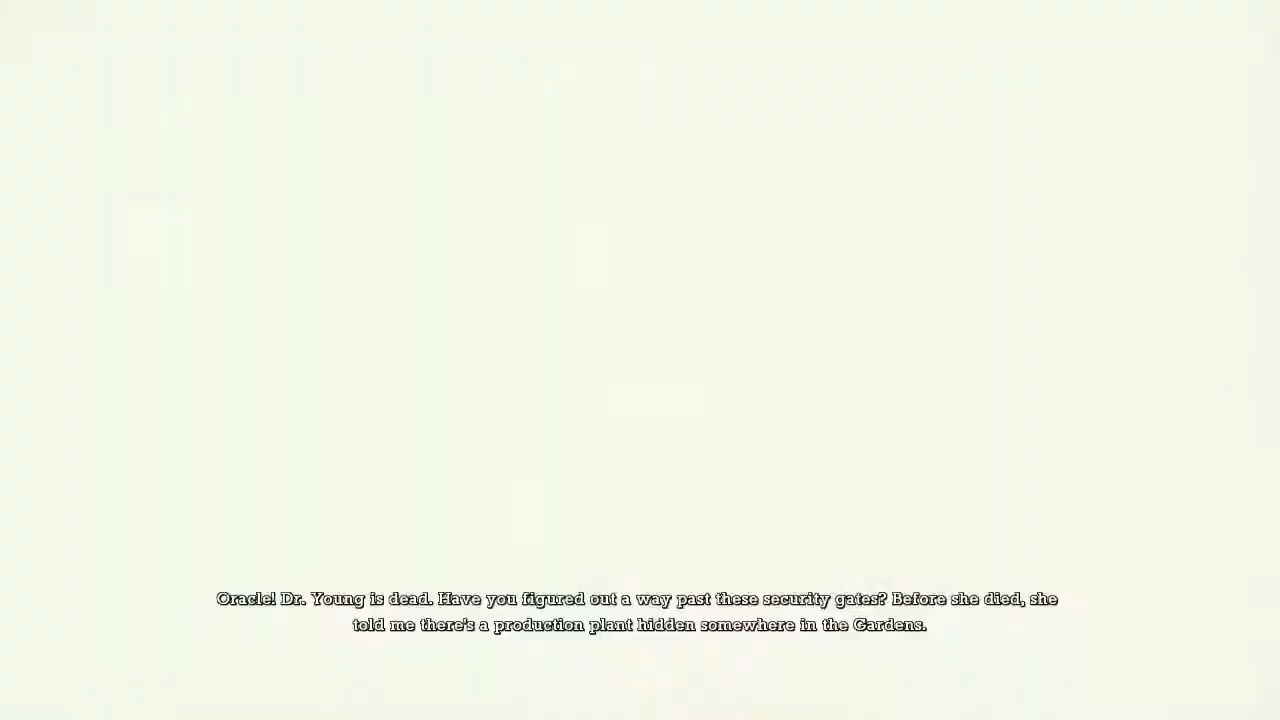 Oracle! Dr. Young is dead. Have you figured out a way past these security gates? Before she died, she
told me there's a production plant hidden somewhere in the Gardens.